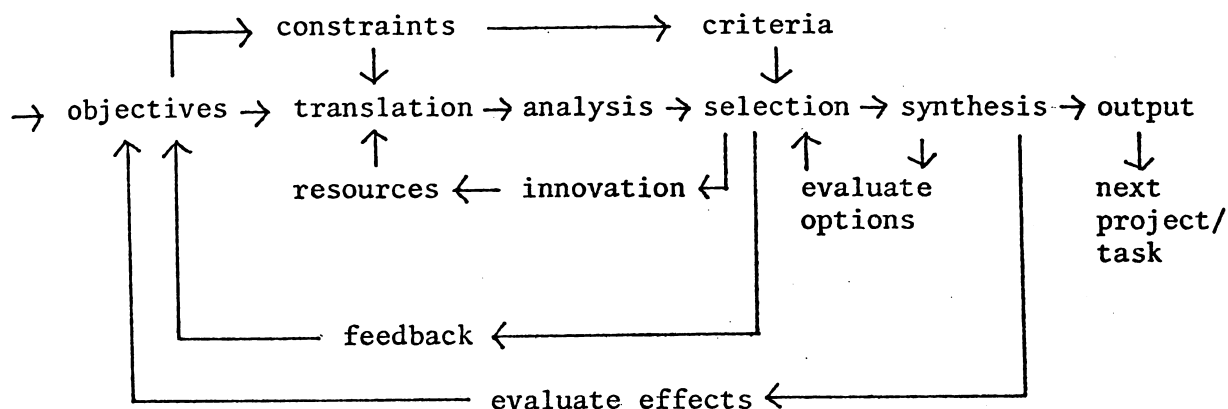 constraints → criteria
→ objectives → translation → analysis → selection → synthesis → output
resources ← innovation evaluate next
options project/
task
feedback
evaluate effects